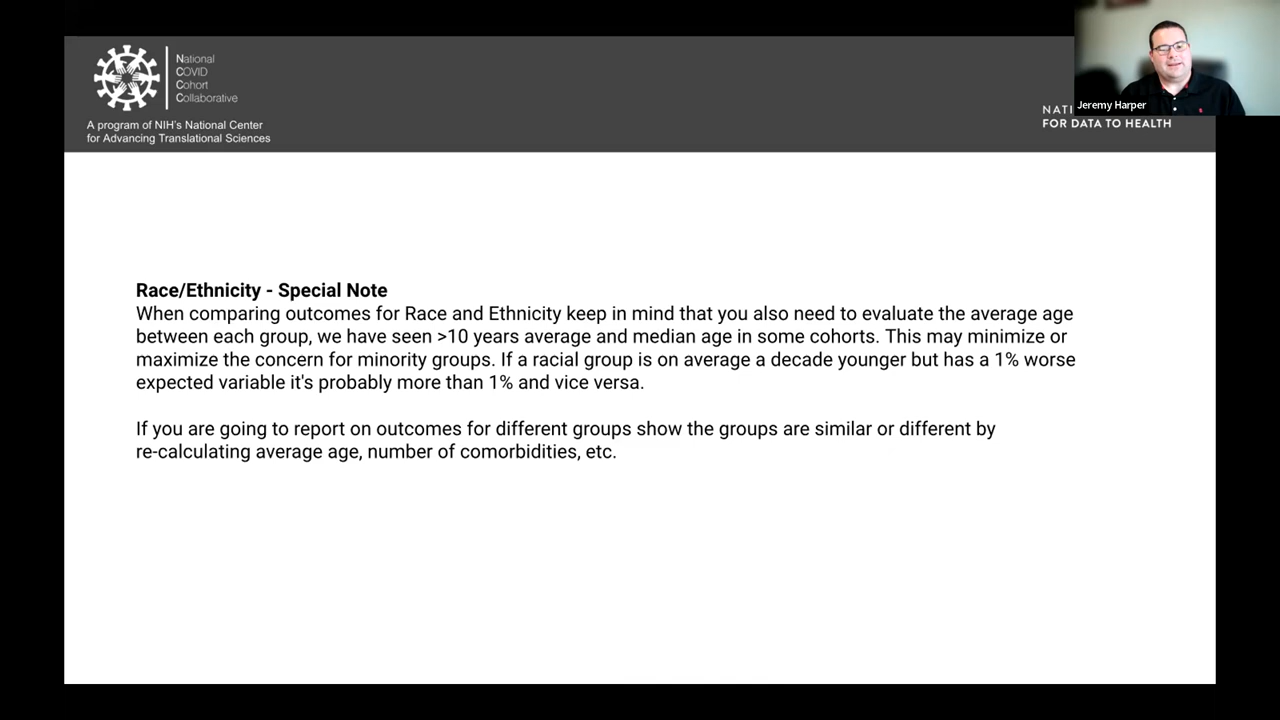 National
COVID
Cohort
Collaborative
A program of NIH's National Center
for Advancing Translational Sciences
NATI
FOR DATA TO HEALTH
Jeremy Harper
Race/Ethnicity - Special Note
When comparing outcomes for Race and Ethnicity keep in mind that you also need to evaluate the average age
between each group, we have seen >10 years average and median age in some cohorts. This may minimize or
maximize the concern for minority groups. If a racial group is on average a decade younger but has a 1% worse
expected variable it's probably more than 1% and vice versa.
If you are going to report on outcomes for different groups show the groups are similar or different by
re-calculating average age, number of comorbidities, etc.